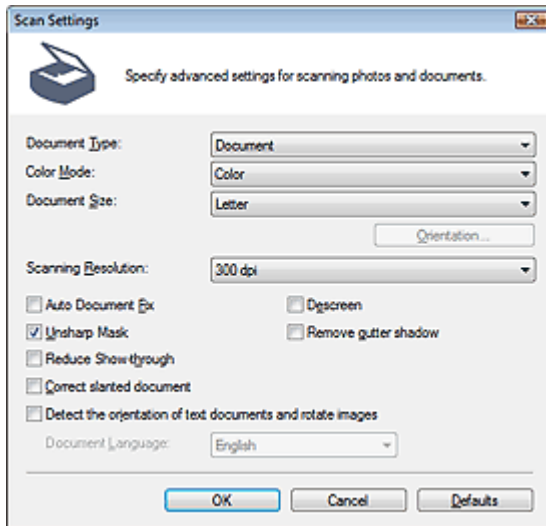 Scan Settings
Specify advanced settings for scanning photos and documents.
Document Type: Document
Color Mode: Color
Document Size: Letter
Orientation...
Scanning Resolution: 300 dpi
Auto Document Fix Descreen
Unsharp Mask Remove gutter shadow
Reduce Show-through
Correct slanted document
Detect the orientation of text documents and rotate images
Document Language: English
OK Cancel Defaults